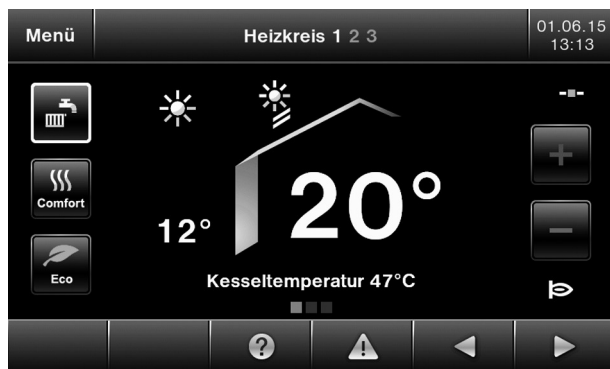 Menü
Heizkreis 1 2 3
01.06.15
13:13
Comfort
Eco
12°
20°
Kesseltemperatur 47°C